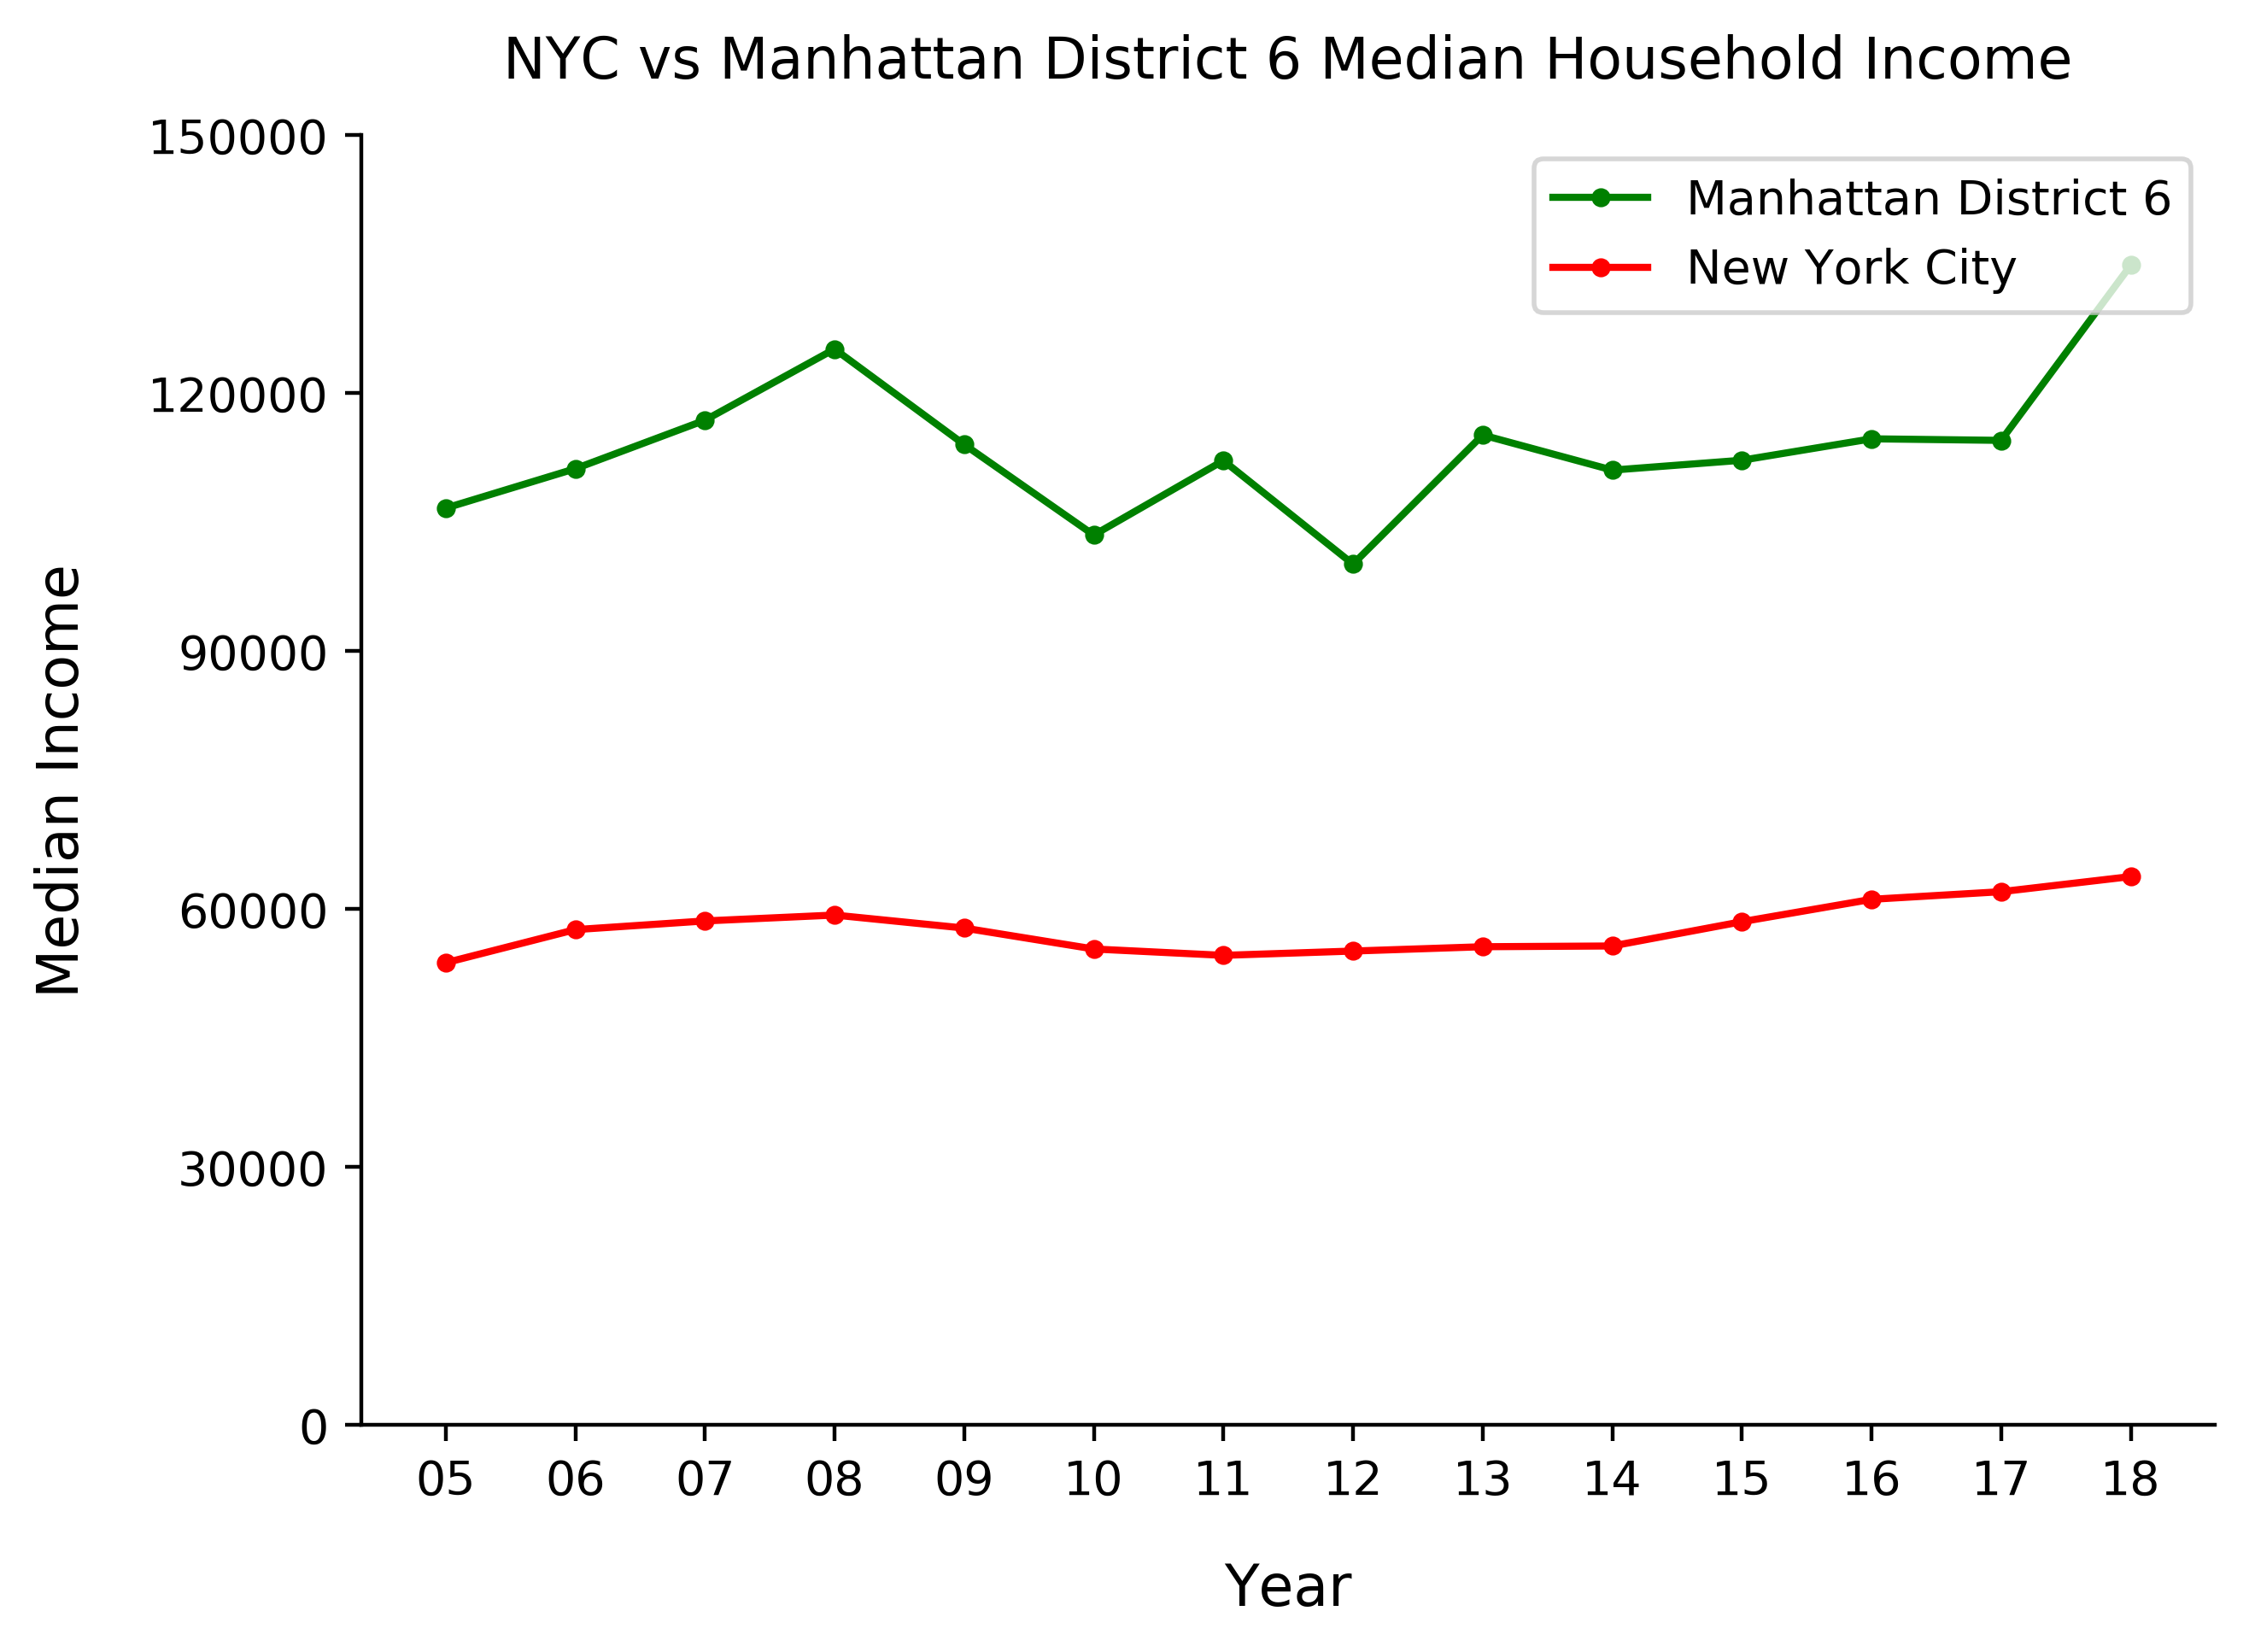 NYC vs Manhattan District 6 Median Household Income
150000
120000
90000
60000
30000
0
Median Income
Manhattan District 6
New York City
05 06 07 08 09 10 11 12 13 14 15 16 17 18
Year